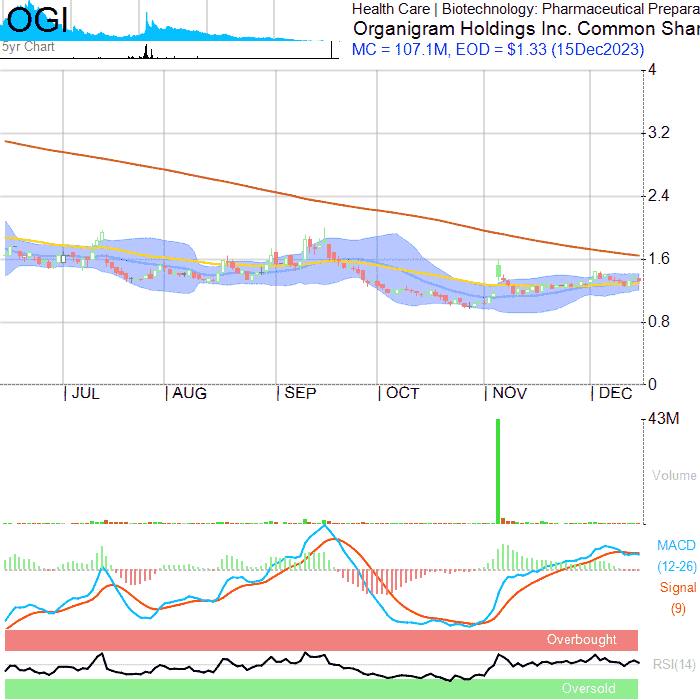 OGI
5yr Chart
Health Care | Biotechnology: Pharmaceutical Prepara
Organigram Holdings Inc. Common Shar
MC = 107.1M, EOD = $1.33 (15Dec2023)
4
3.2
2.4
1.6
0.8
0
| JUL | AUG | SEP | OCT | NOV | DEC
43M
Volume
MACD
(12-26)
Signal
(9)
Overbought
RSI(14)
Oversold